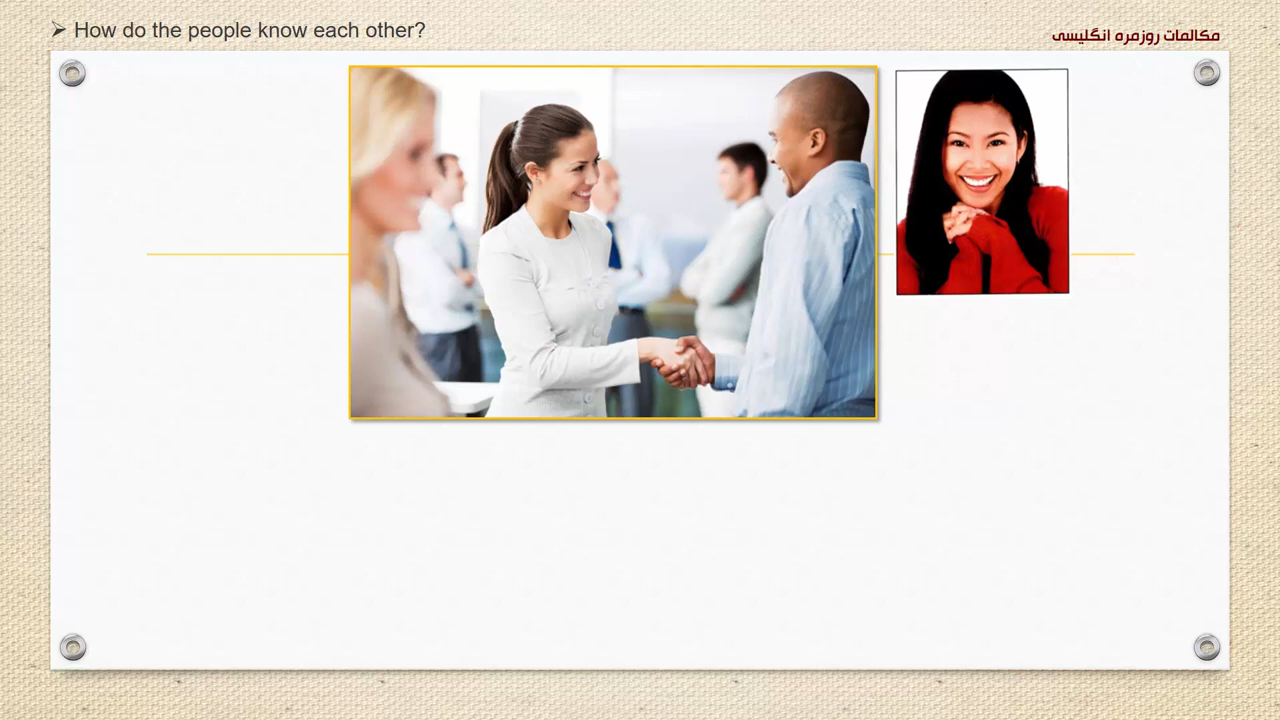 How do the people know each other?
مکالمات روزمره انگلیسی